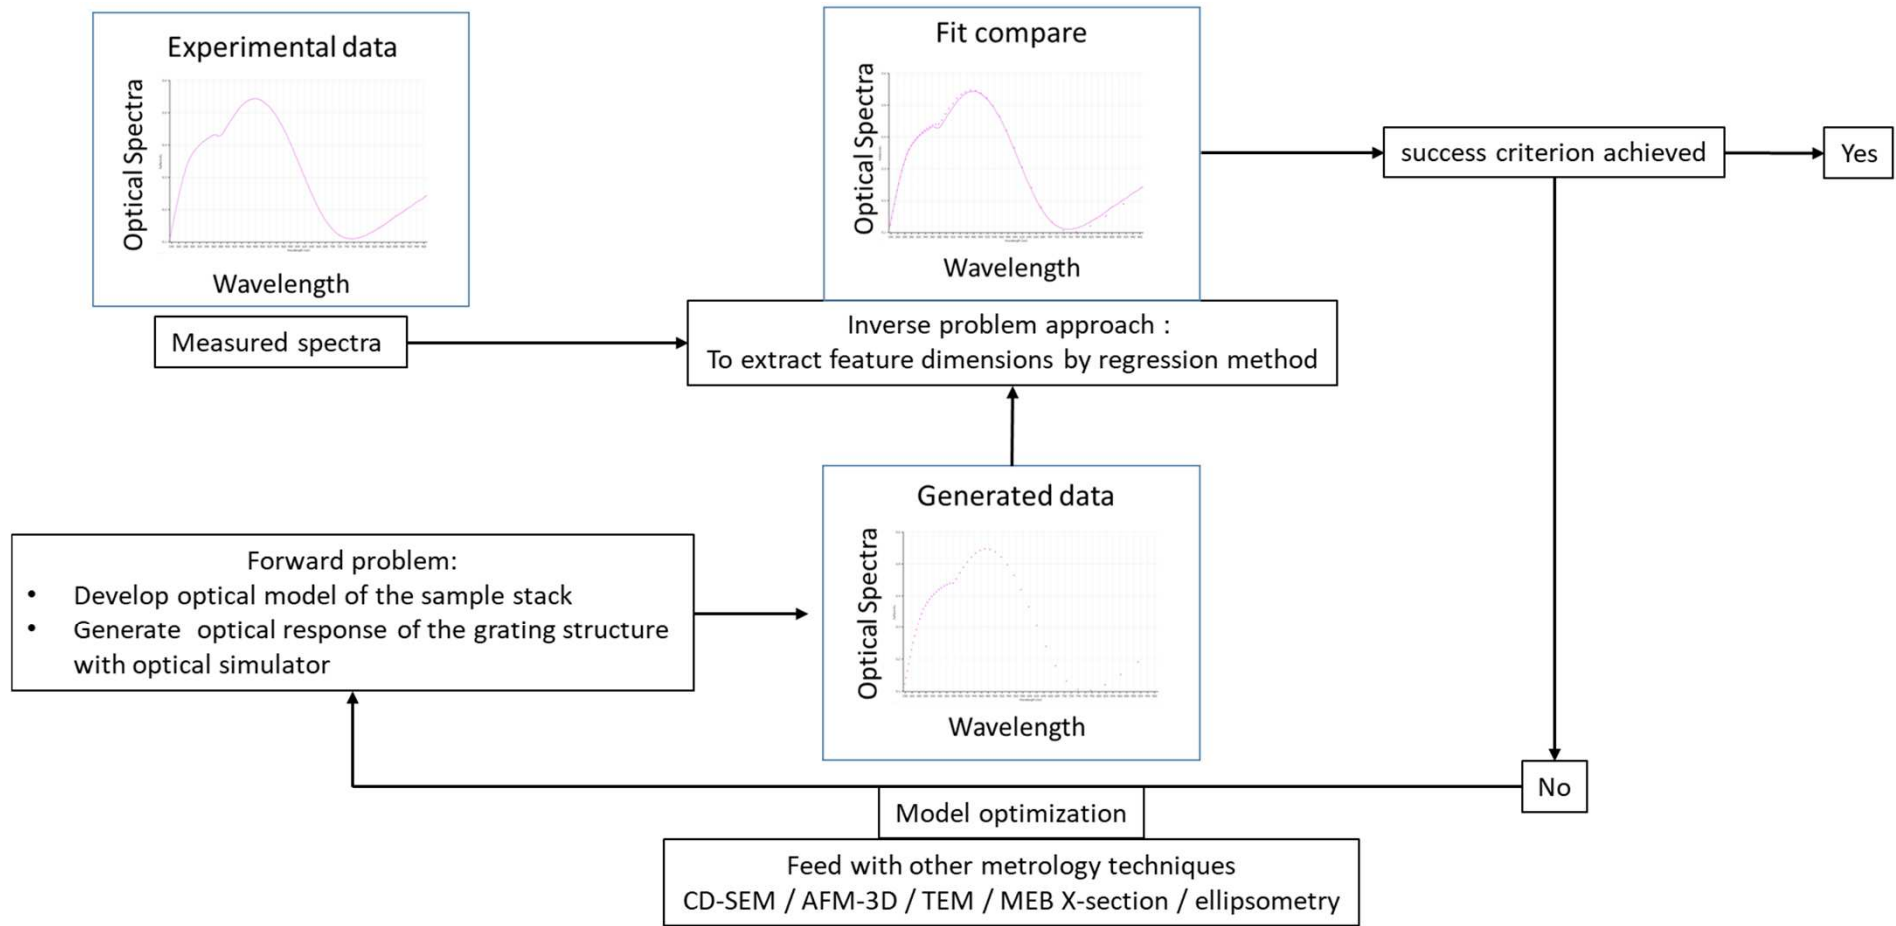 Experimental data
Optical Spectra
Wavelength
Measured spectra
Fit compare
Optical Spectra
Wavelength
Inverse problem approach :
To extract feature dimensions by regression method
success criterion achieved
Yes
Generated data
Optical Spectra
Wavelength
Forward problem:
• Develop optical model of the sample stack
• Generate optical response of the grating structure
with optical simulator
No
Model optimization
Feed with other metrology techniques
CD-SEM / AFM-3D / TEM / MEB X-section / ellipsometry